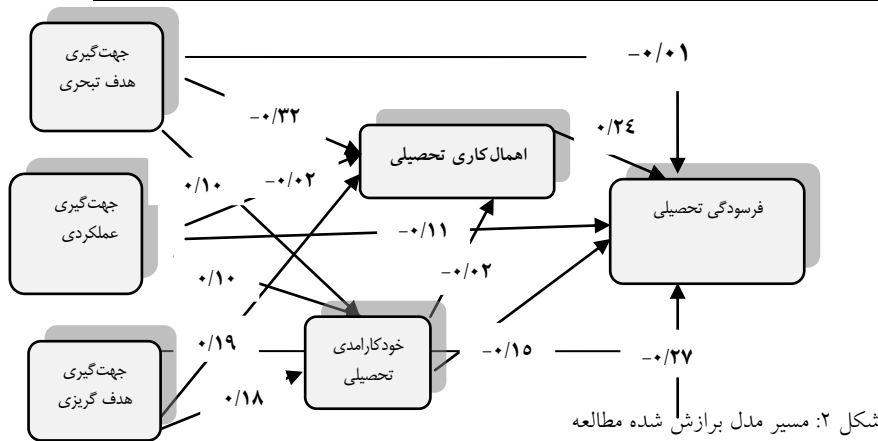 جهت‌گیری
هدف تبحری
-۰/۰۱
-۰/۳۲
۰/۲٤
اهمال‌کاری تحصیلی
۰/۱۰
-۰/۰۲
جهت‌گیری
عملکردی
فرسودگی تحصیلی
-۰/۱۱
-۰/۰۲
۰/۱۰
خودکارامدی
تحصیلی
۰/۱۹
-۰/۱٥
-۰/۲۷
جهت‌گیری
هدف گریزی
۰/۱۸
شکل ۲: مسیر مدل برازش شده مطالعه